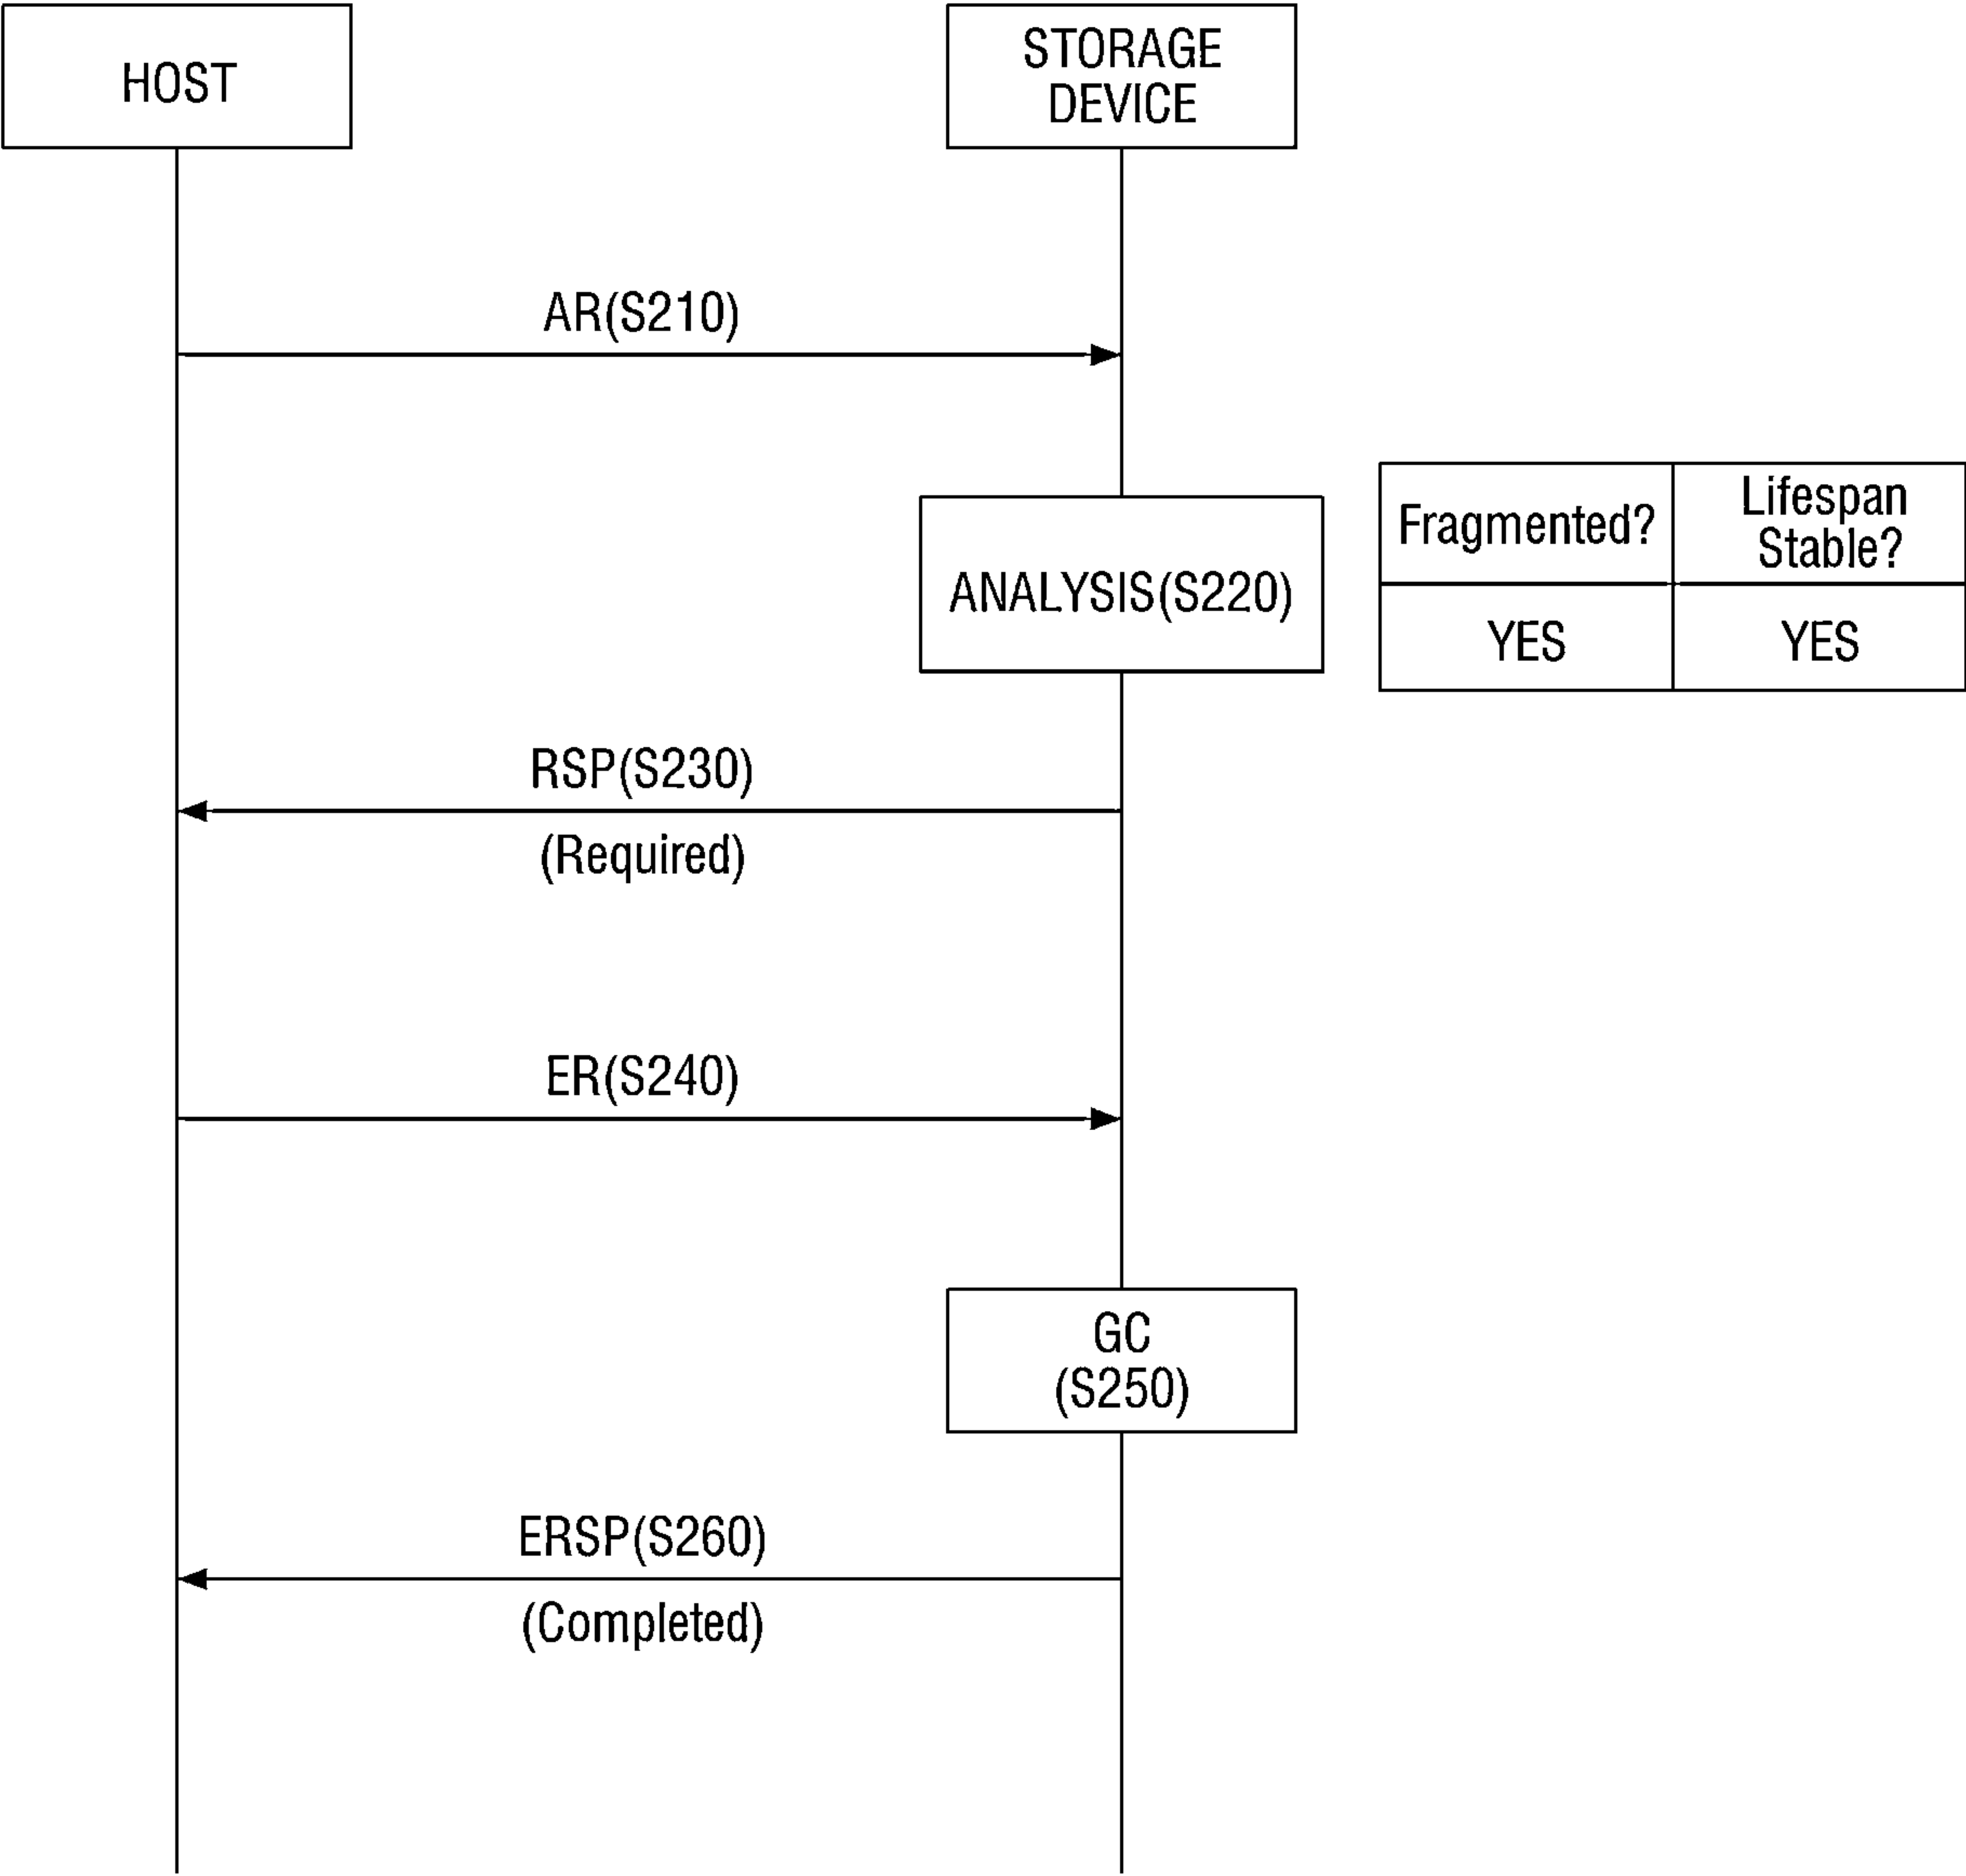 HOST
STORAGE
DEVICE
AR(S210)
ANALYSIS(S220)
Fragmented?
Lifespan
Stable?
YES
YES
RSP(S230)
(Required)
ER(S240)
GC
(S250)
ERSP(S260)
(Completed)